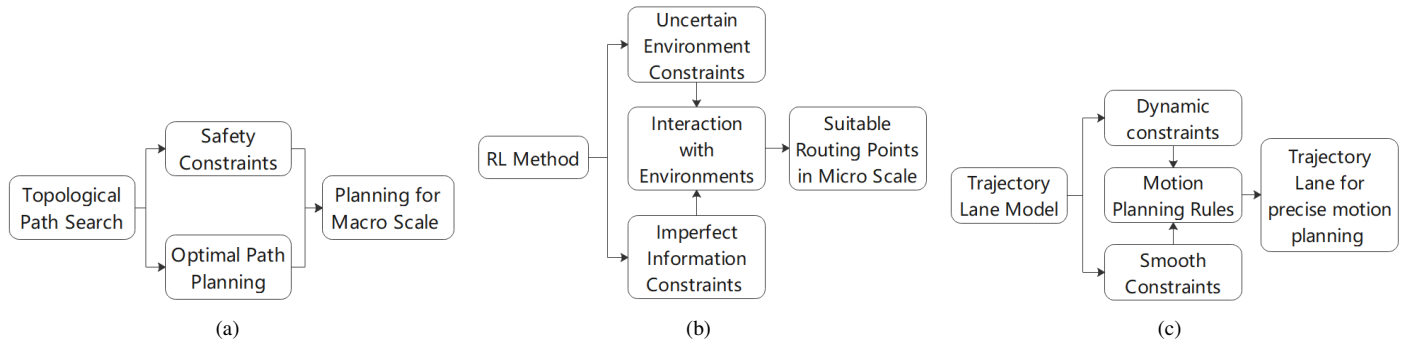 Topological
Path Search
Safety
Constraints
Optimal Path
Planning
Planning for
Macro Scale
(a)
RL Method
Uncertain
Environment
Constraints
Interaction
with
Environments
Imperfect
Information
Constraints
Suitable
Routing Points
in Micro Scale
(b)
Trajectory
Lane Model
Dynamic
constraints
Motion
Planning Rules
Smooth
Constraints
Trajectory
Lane for
precise motion
planning
(c)